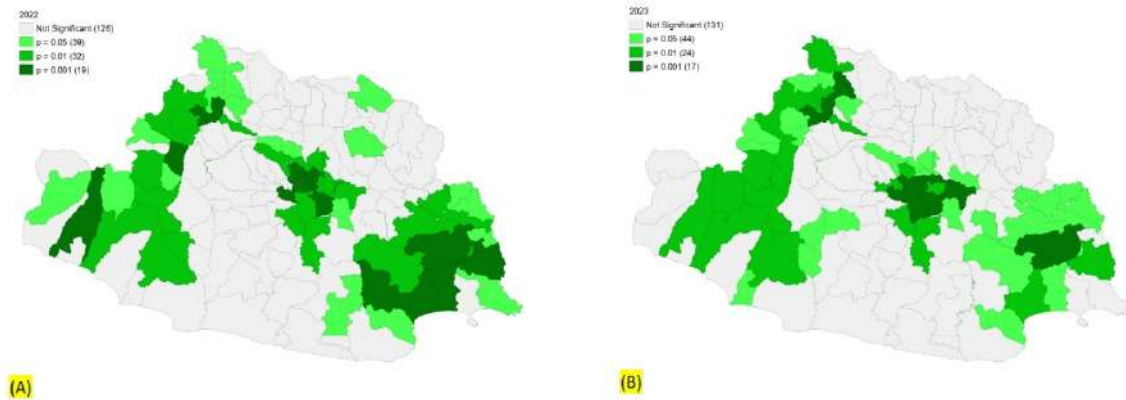 2022
Not Significant (126)
p = 0.05 (39)
p = 0.01 (32)
p = 0.001 (19)
(A)
2023
Not Significant (131)
p = 0.05 (44)
p = 0.01 (24)
p = 0.001 (17)
(B)